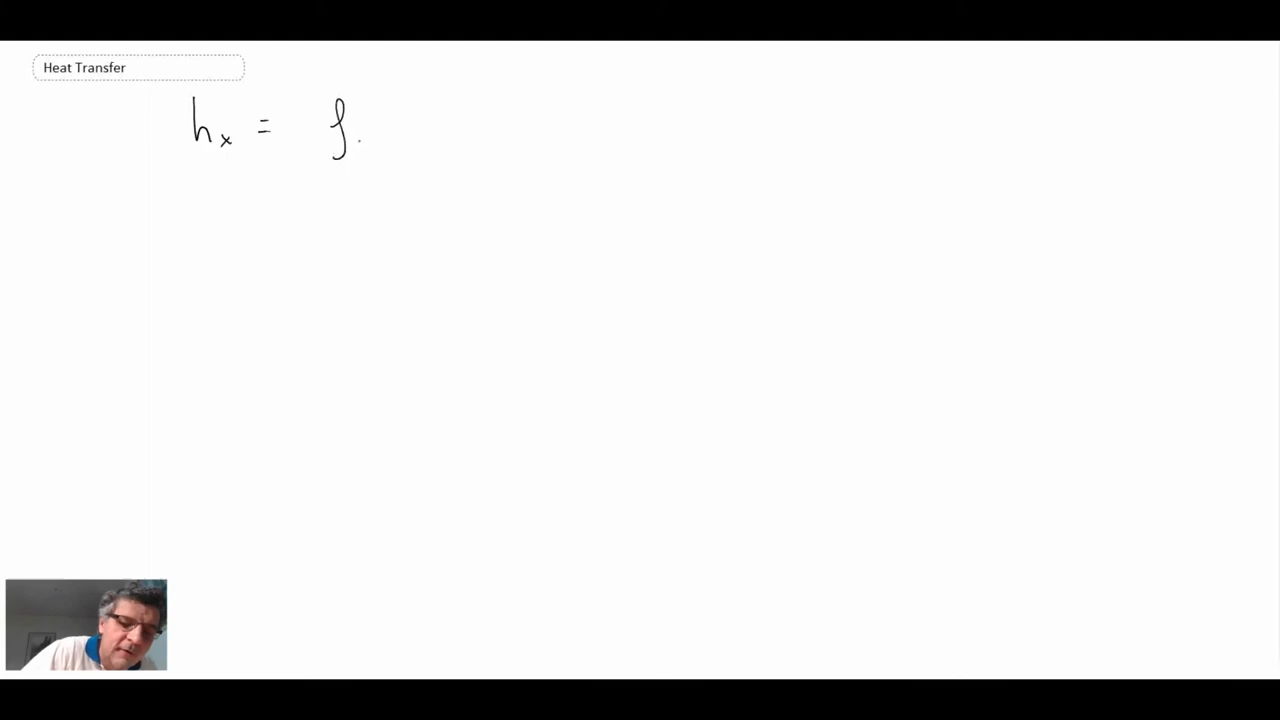 Heat Transfer
hₓ = f